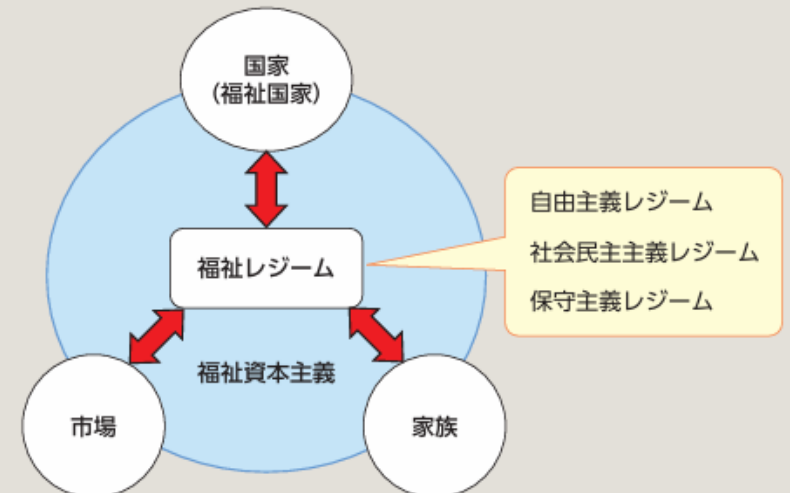 国家
(福祉国家)
福祉レジーム
自由主義レジーム
社会民主主義レジーム
保守主義レジーム
福祉資本主義
市場
家族